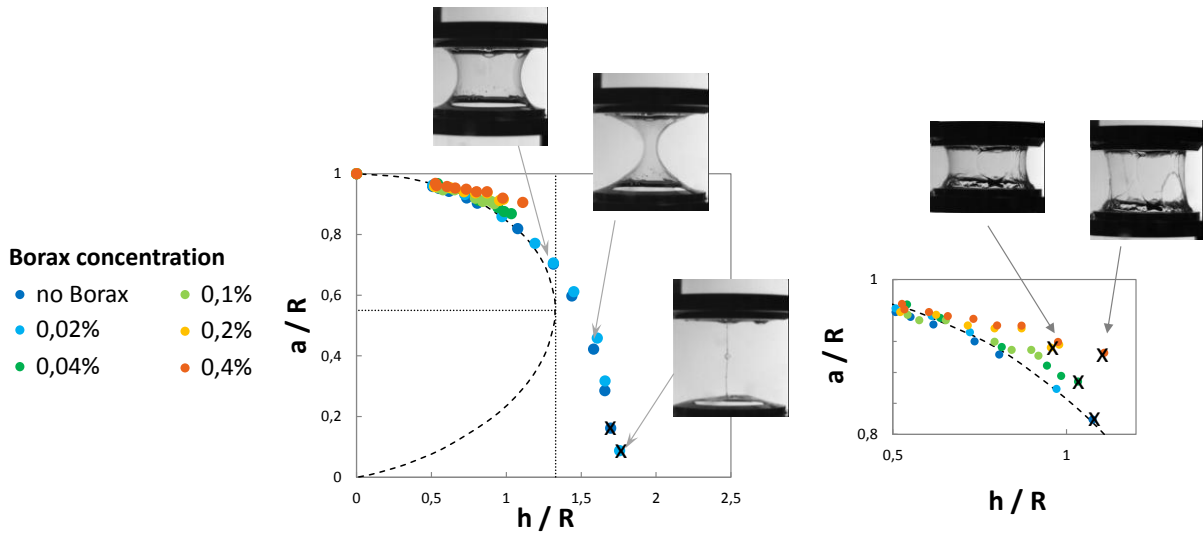 Borax concentration
no Borax
0,1%
0,02%
0,2%
0,04%
0,4%
a / R
1
0,8
0,6
0,4
0,2
0
0
0,5
1
1,5
2
2,5
h / R
X
X
a / R
1
0,8
0,5
1
h / R
X
X
X
X